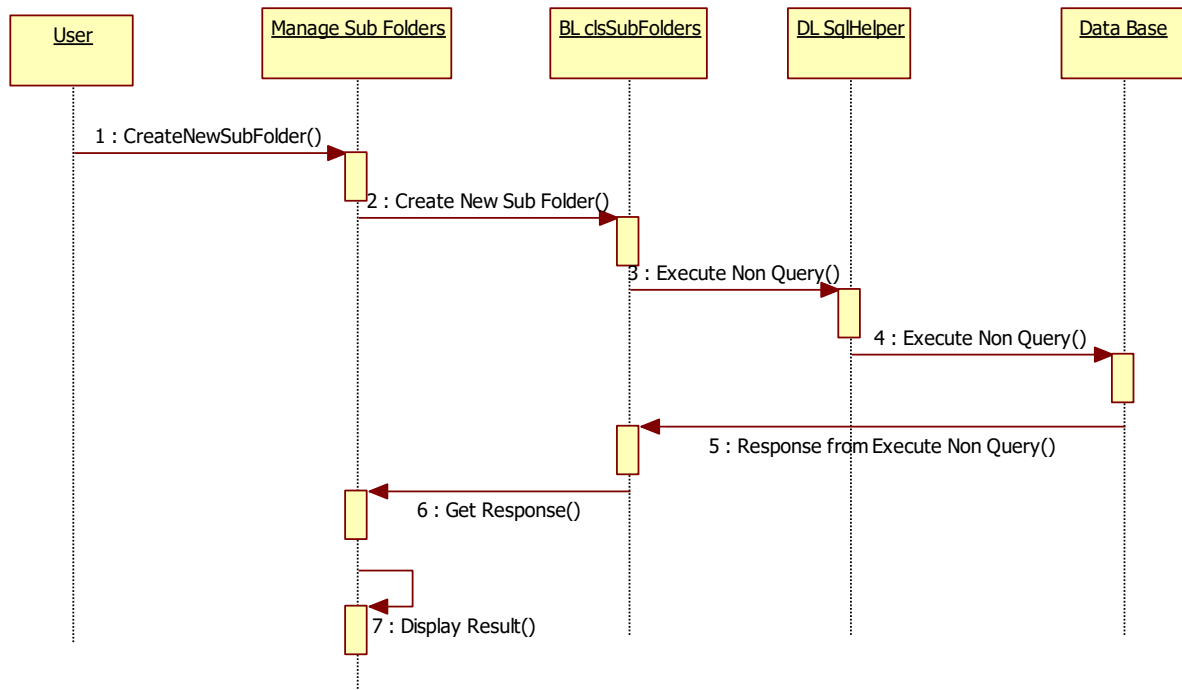 User
Manage Sub Folders
BL clsSubFolders
DL SqlHelper
Data Base
1 : CreateNewSubFolder()
2 : Create New Sub Folder()
3 : Execute Non Query()
4 : Execute Non Query()
5 : Response from Execute Non Query()
6 : Get Response()
7 : Display Result()